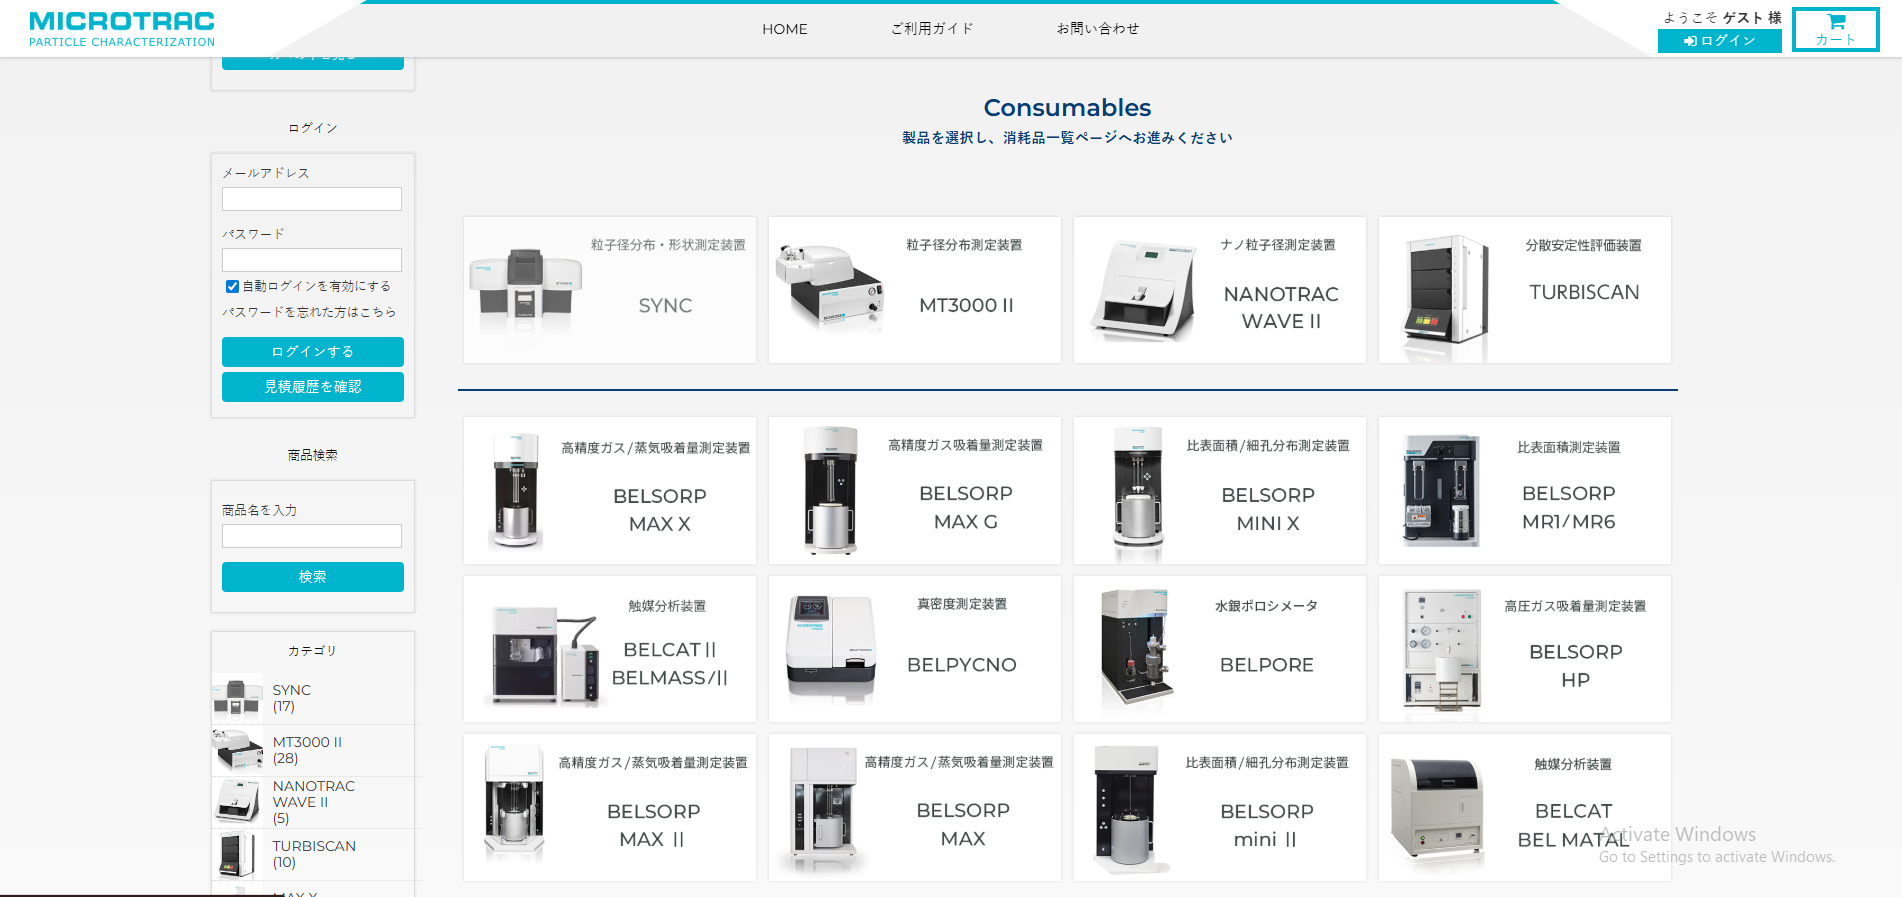 MICROTRAC
PARTICLE CHARACTERIZATION
HOME
ご利用ガイド
お問い合わせ
ようこそ ゲスト 様
ログイン
カート
ログイン
メールアドレス
パスワード
自動ログインを有効にする
パスワードを忘れた方はこちら
ログインする
見積履歴を確認
商品検索
商品名を入力
検索
カテゴリ
SYNC
(17)
MT3000 II
(28)
NANOTRAC
WAVE II
(5)
TURBISCAN
(10)
MAX X
Consumables
製品を選択し、消耗品一覧ページへお進みください
粒子径分布・形状測定装置
SYNC
粒子径分布測定装置
MT3000 II
ナノ粒子径測定装置
NANOTRAC
WAVE II
分散安定性評価装置
TURBISCAN
高精度ガス/蒸気吸着量測定装置
BELSORP
MAX X
高精度ガス吸着量測定装置
BELSORP
MAX G
比表面積/細孔分布測定装置
BELSORP
MINI X
比表面積測定装置
BELSORP
MR1/MR6
触媒分析装置
BELCAT II
BELMASS/II
真密度測定装置
BELPYCNO
水銀ポロシメータ
BELPORE
高圧ガス吸着量測定装置
BELSORP
HP
高精度ガス/蒸気吸着量測定装置
BELSORP
MAX II
高精度ガス/蒸気吸着量測定装置
BELSORP
MAX
比表面積/細孔分布測定装置
BELSORP
mini II
触媒分析装置
BELCAT
BEL MATAL
Activate Windows
Go to Settings to activate Windows.